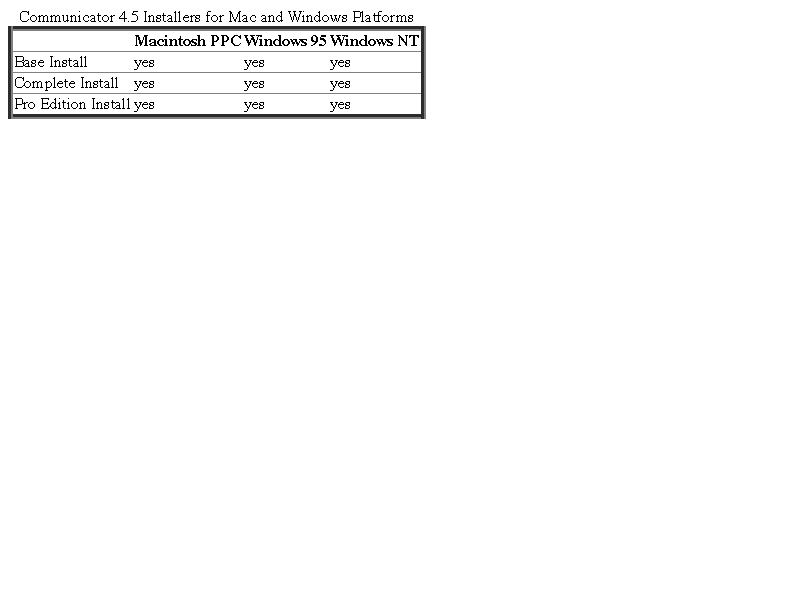 Communicator 4.5 Installers for Mac and Windows Platforms
Macintosh PPC Windows 95 Windows NT
Base Install yes yes yes
Complete Install yes yes yes
Pro Edition Install yes yes yes